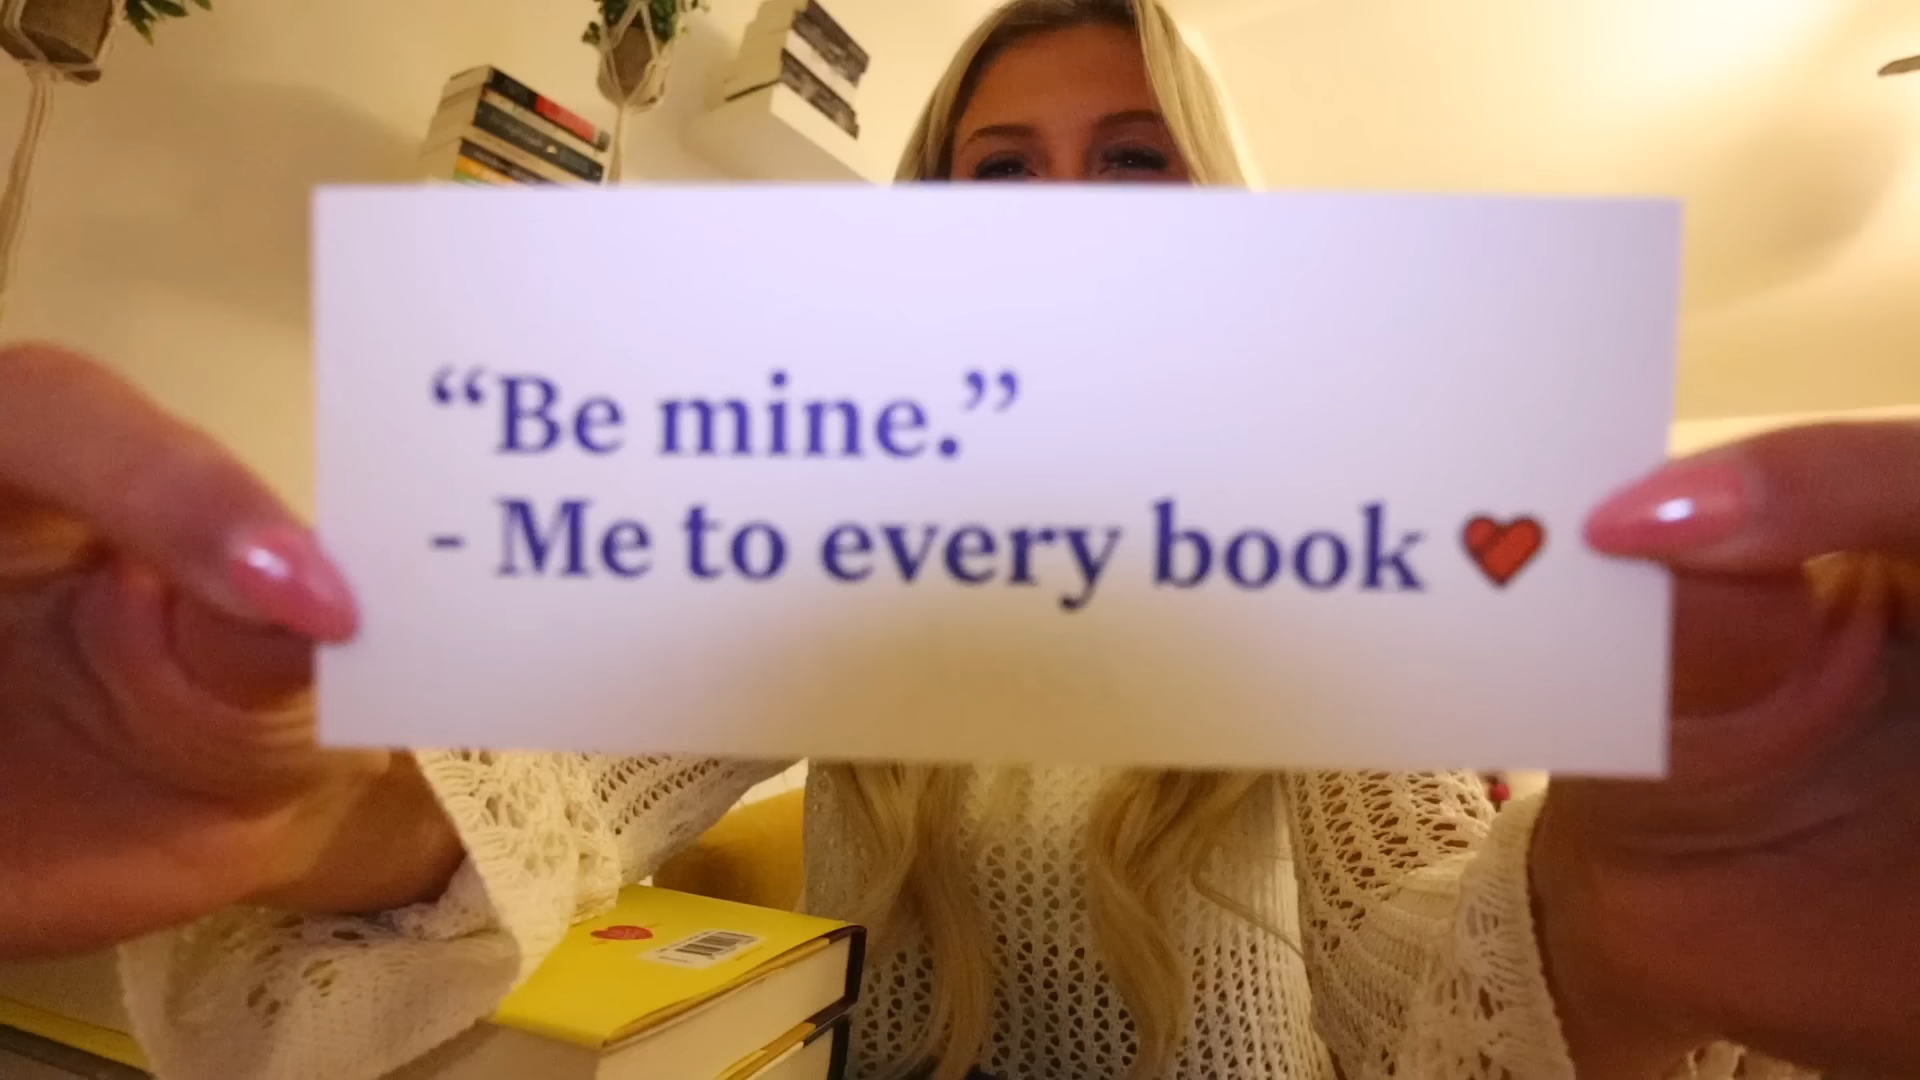 “Be mine.”
- Me to every book ❤️